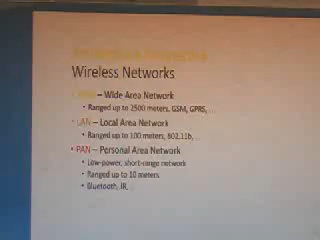 Wireless Networks
– Wide Area Network
• Ranged up to 2500 meters, GSM, GPRS, ...
• LAN – Local Area Network
• Ranged up to 100 meters, 802.11b, ...
• PAN – Personal Area Network
• Low-power, short-range network
• Ranged up to 10 meters
• Bluetooth, IR, ...